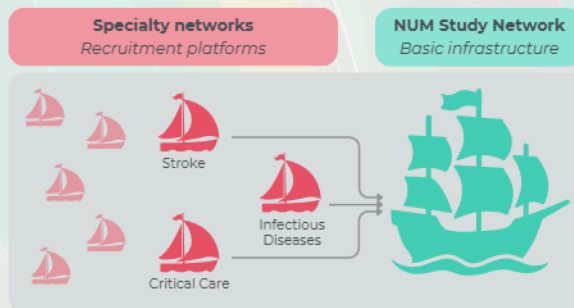 Specialty networks
Recruitment platforms
NUM Study Network
Basic infrastructure
Stroke
Infectious
Diseases
Critical Care